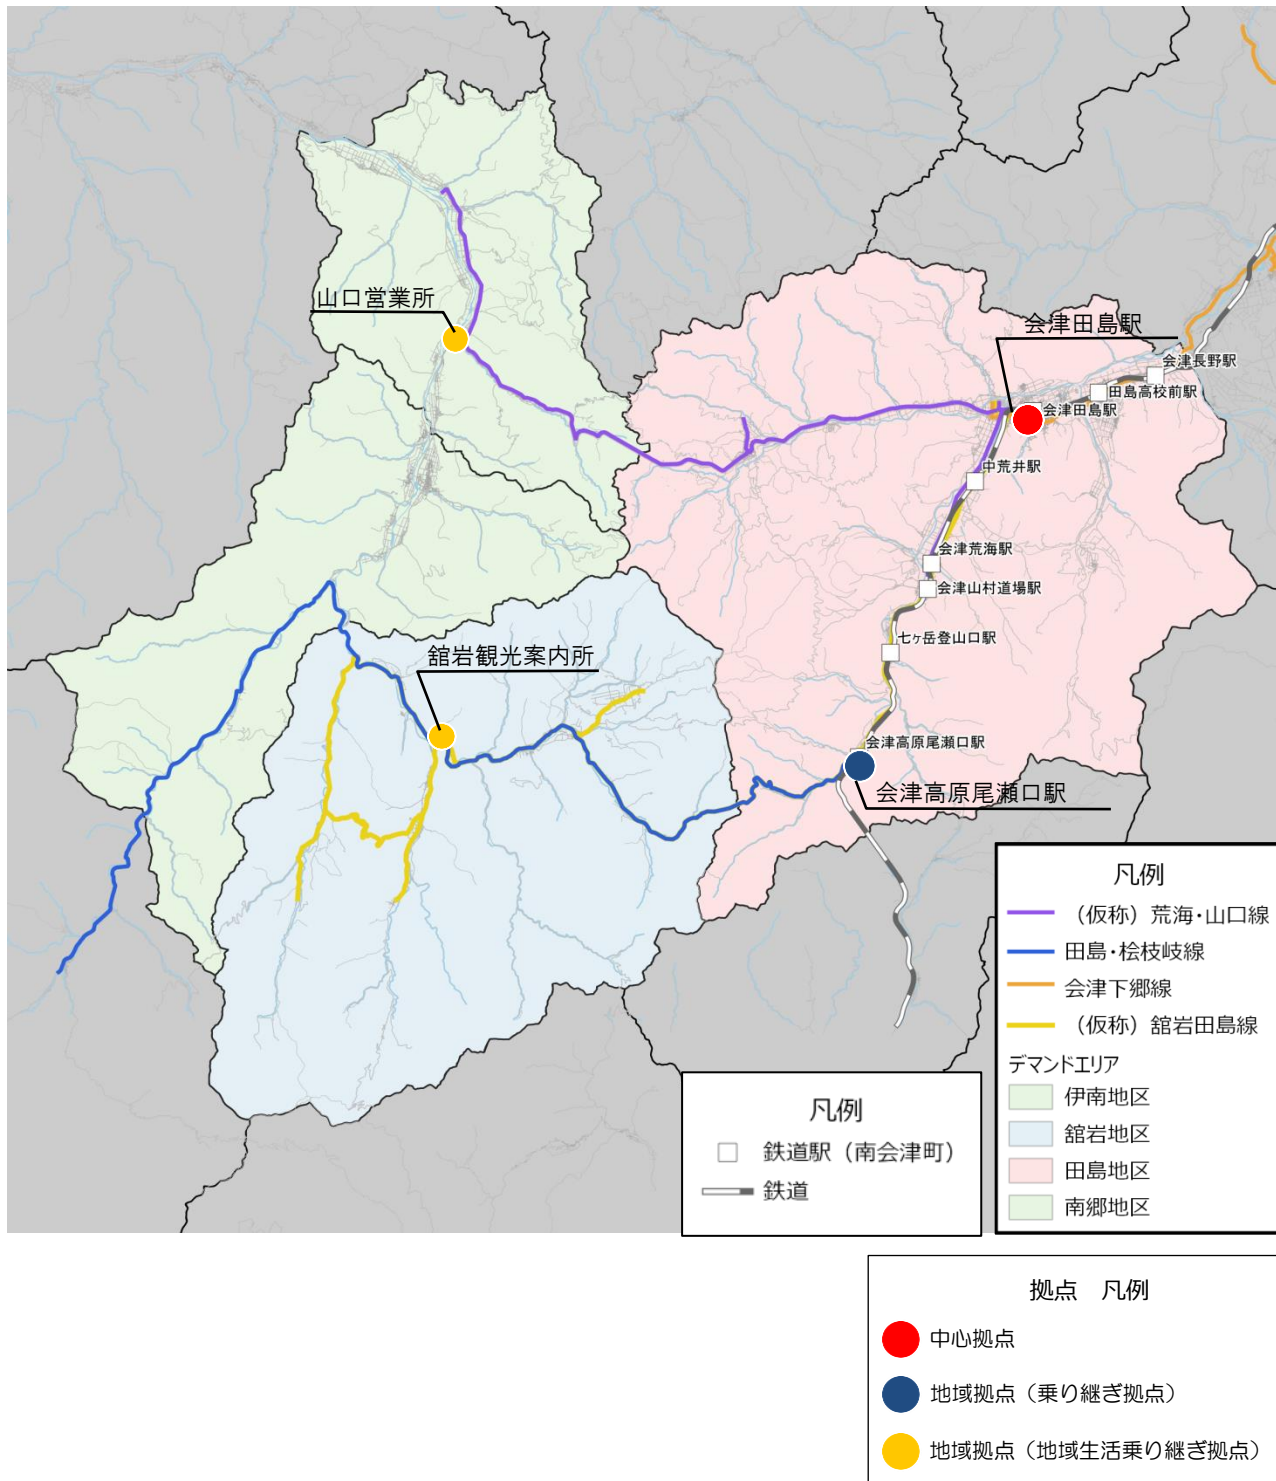 山口営業所
会津田島駅
会津長野駅
田島高校前駅
会津田島駅
中荒井駅
会津荒海駅
会津山村道場駅
七ヶ岳登山口駅
舘岩観光案内所
会津高原尾瀬口駅
会津高原尾瀬口駅
凡例
（仮称）荒海・山口線
田島・桧枝岐線
会津下郷線
（仮称）舘岩田島線
デマンドエリア
伊南地区
舘岩地区
田島地区
南郷地区
凡例
鉄道駅（南会津町）
鉄道
拠点　凡例
中心拠点
地域拠点（乗り継ぎ拠点）
地域拠点（地域生活乗り継ぎ拠点）